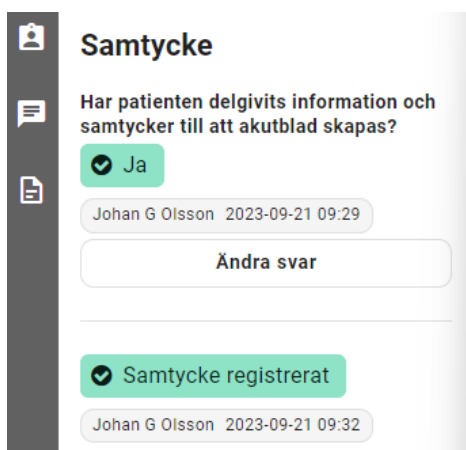 Samtycke
Har patienten delgivits information och
samtycker till att akutblad skapas?
Ja
Johan G Olsson 2023-09-21 09:29
Ändra svar
Samtycke registrerat
Johan G Olsson 2023-09-21 09:32